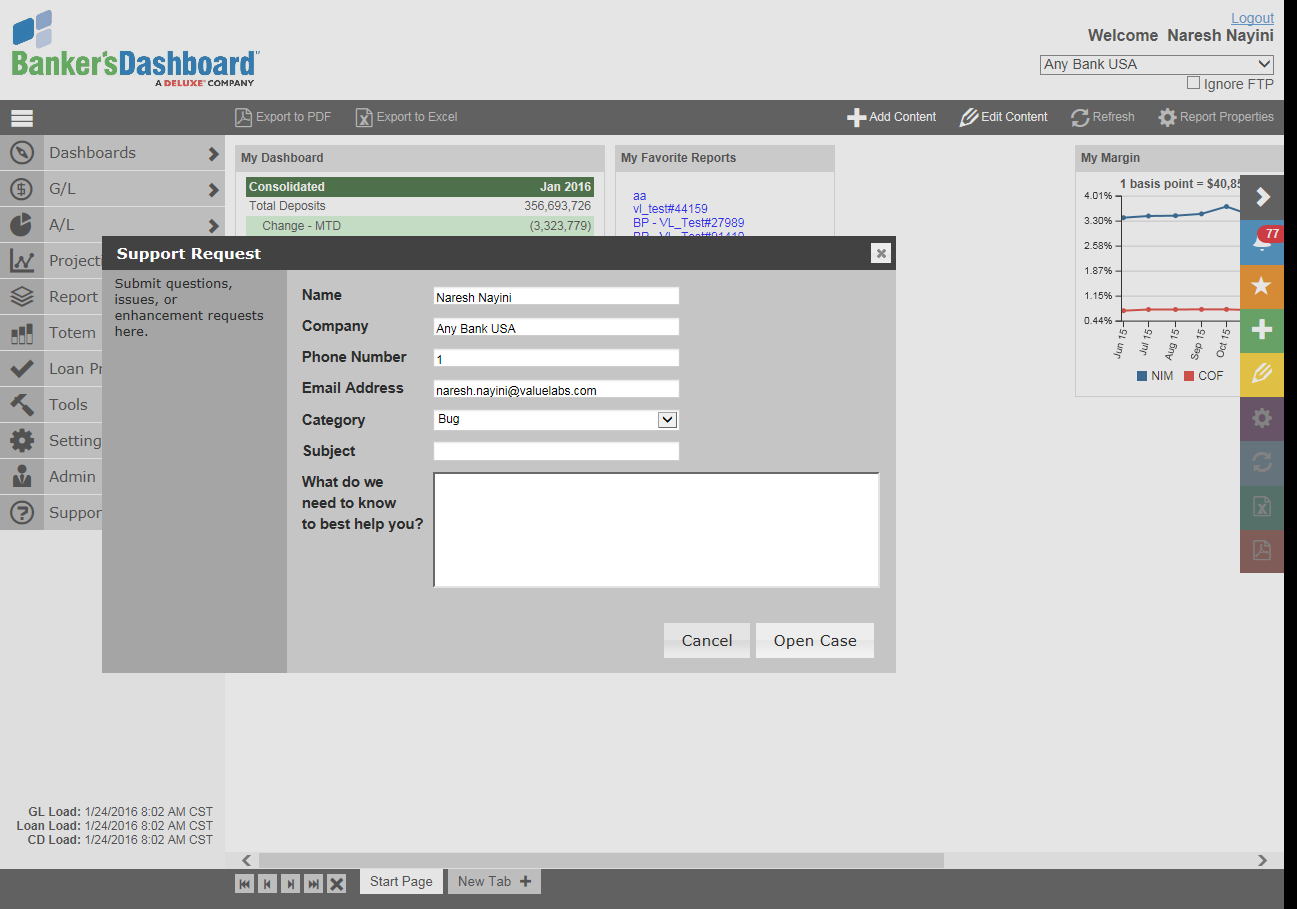 Logout
Welcome Naresh Nayini
Banker'sDashboard
A DELUXE COMPANY
Any Bank USA
Ignore FTP
Export to PDF
Export to Excel
Add Content
Edit Content
Refresh
Report Properties
Dashboards
G/L
A/L
Projecti
Report
Totem
Loan Pr
Tools
Setting
Admin
Suppor
My Dashboard
Consolidated Jan 2016
Total Deposits 356,693,726
Change - MTD (3,323,779)
My Favorite Reports
aa
vl_test#44159
BP - VL_Test#27989
My Margin
1 basis point = $40,85
4.01%
3.30%
2.58%
1.87%
1.15%
0.44%
Jun 15
Jul 15
Aug 15
Sep 15
Oct 15
NIM
COF
77
Support Request
Submit questions,
issues, or
enhancement requests
here.
Name Naresh Nayini
Company Any Bank USA
Phone Number 1
Email Address naresh.nayini@valuelabs.com
Category Bug
Subject
What do we
need to know
to best help you?
Cancel
Open Case
GL Load: 1/24/2016 8:02 AM CST
Loan Load: 1/24/2016 8:02 AM CST
CD Load: 1/24/2016 8:02 AM CST
Start Page
New Tab